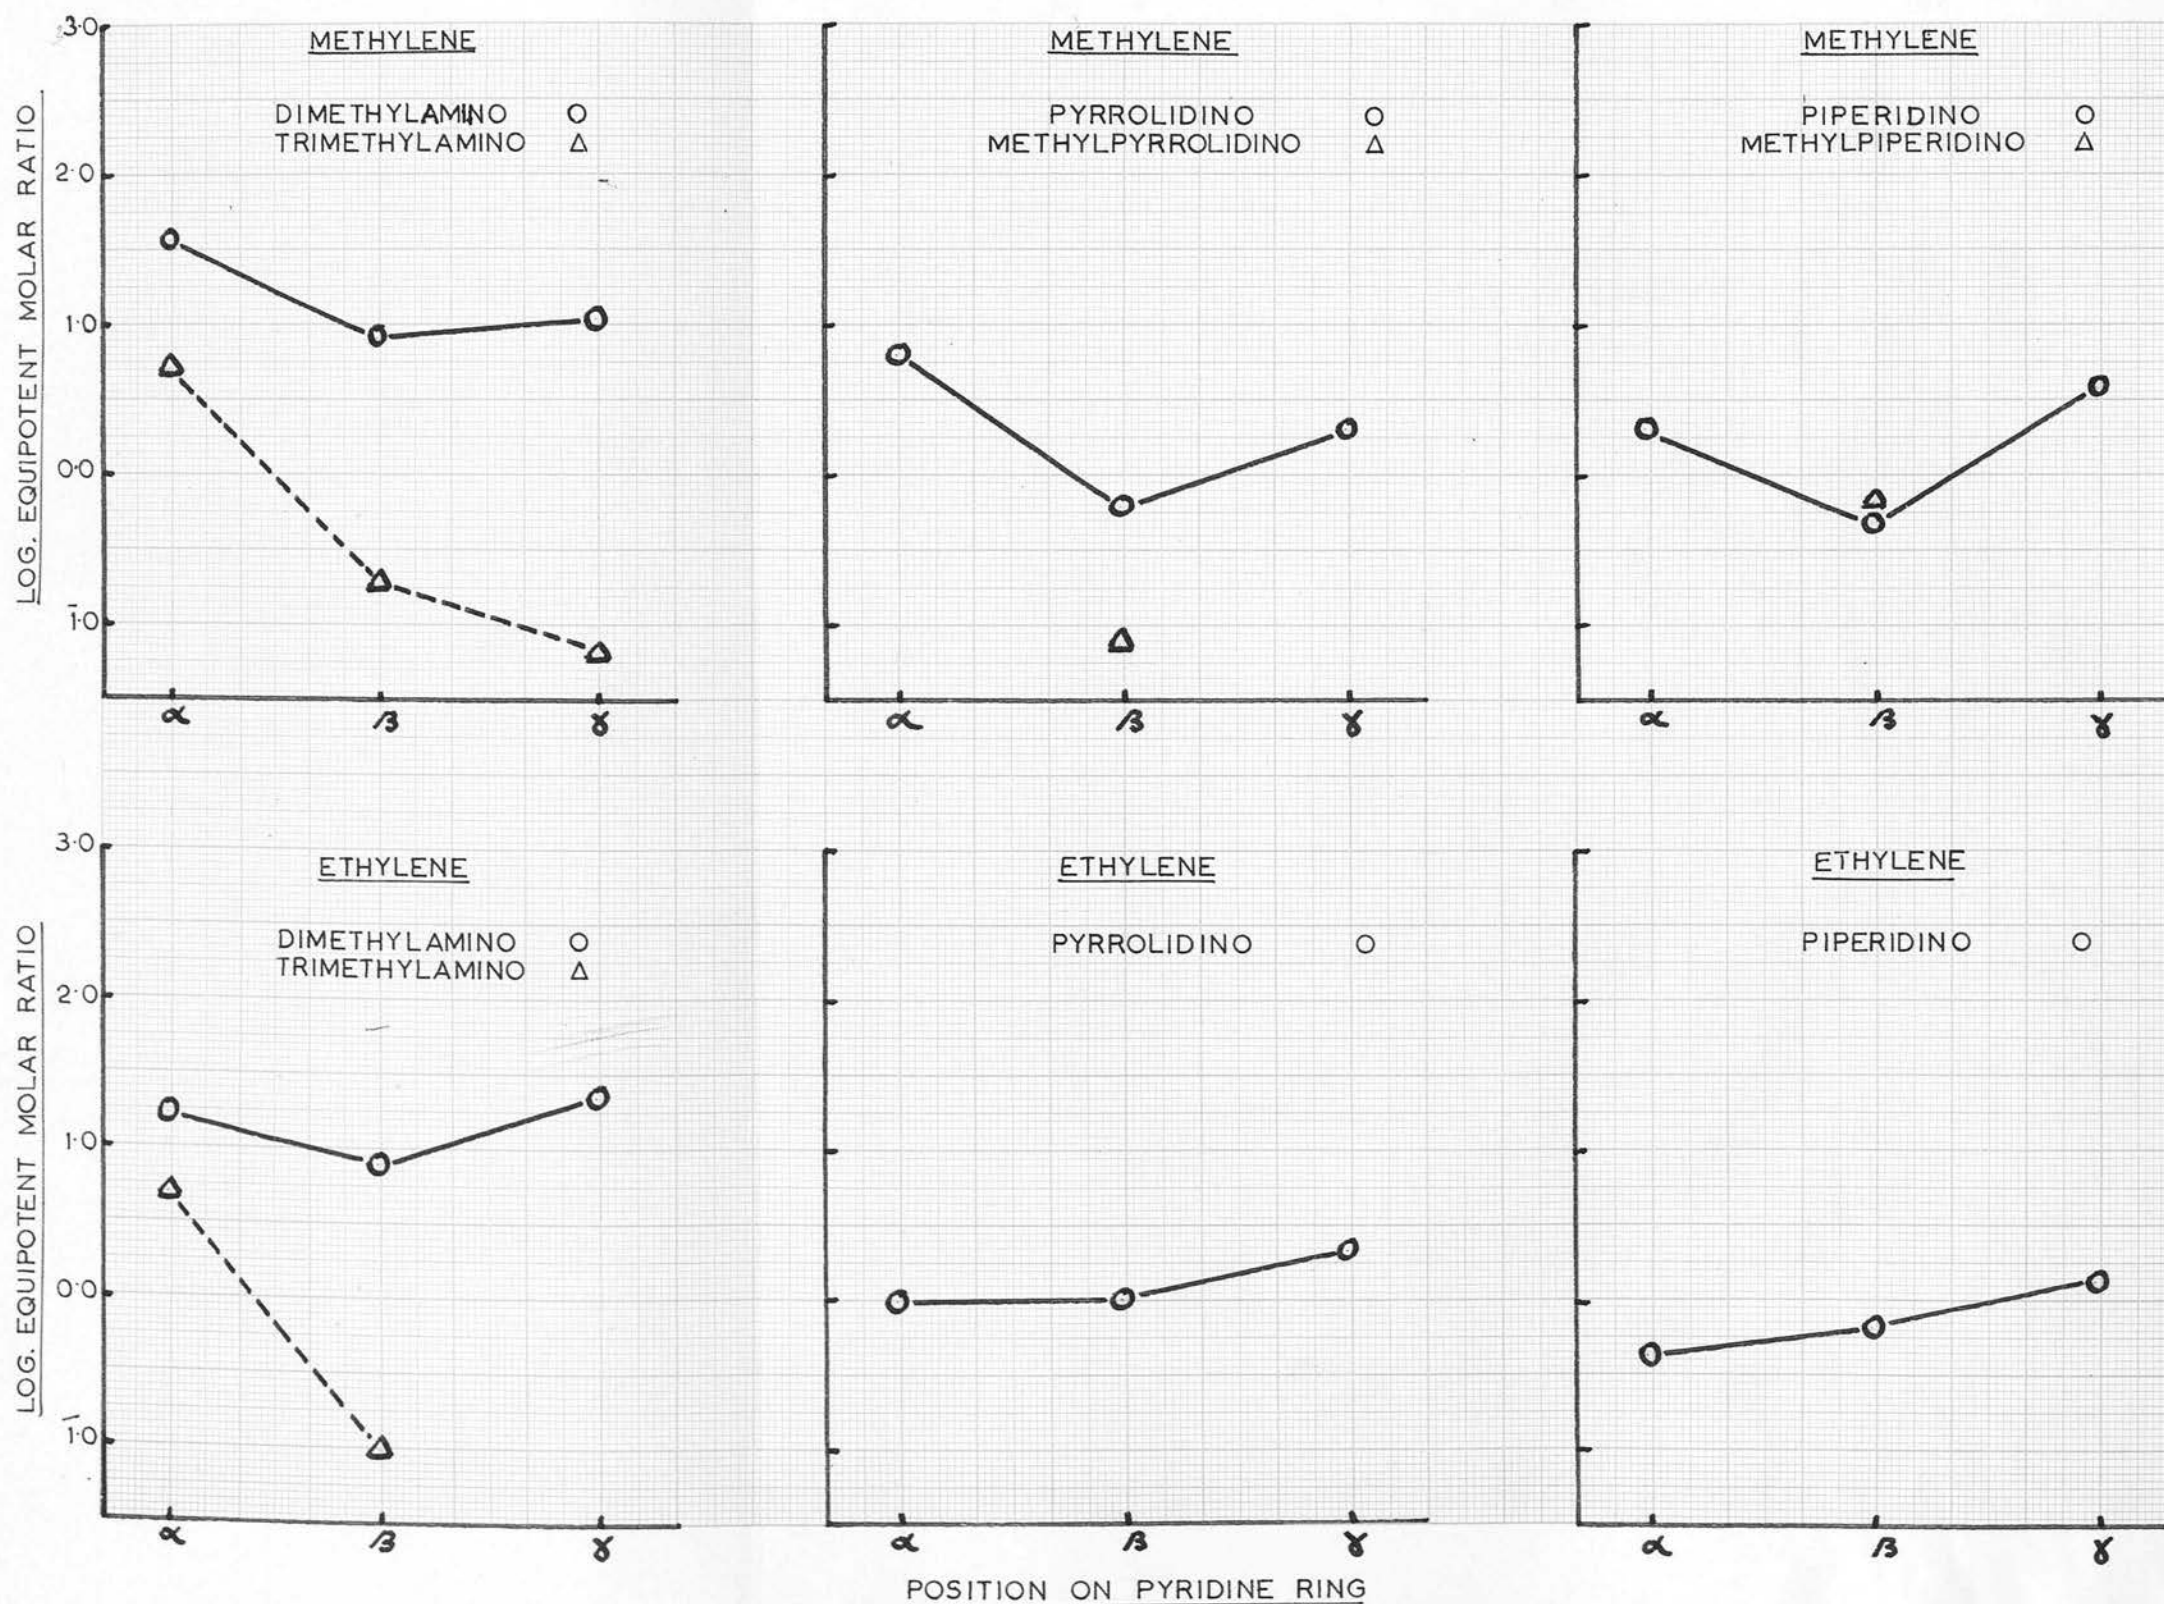 LOG. EQUIPOTENT MOLAR RATIO
3·0
2·0
1·0
0·0
1̄·0
METHYLENE
DIMETHYLAMINO O
TRIMETHYLAMINO Δ
α β γ
METHYLENE
PYRROLIDINO O
METHYLPYRROLIDINO Δ
α β γ
METHYLENE
PIPERIDINO O
METHYLPIPERIDINO Δ
α β γ
LOG. EQUIPOTENT MOLAR RATIO
3·0
2·0
1·0
0·0
1̄·0
ETHYLENE
DIMETHYLAMINO O
TRIMETHYLAMINO Δ
α β γ
ETHYLENE
PYRROLIDINO O
α β γ
ETHYLENE
PIPERIDINO O
α β γ
POSITION ON PYRIDINE RING